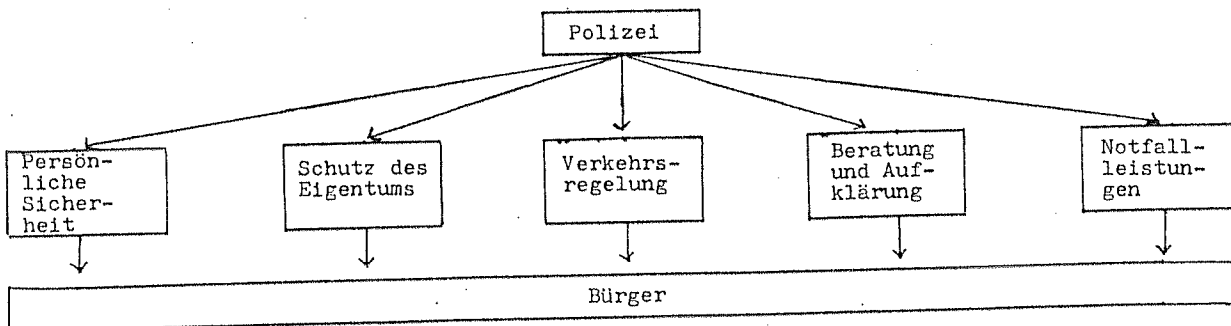 Polizei
Persön-
liche
Sicher-
heit
Schutz des
Eigentums
Verkehrs-
regelung
Beratung
und Auf-
klärung
Notfall-
leistun-
gen
Bürger